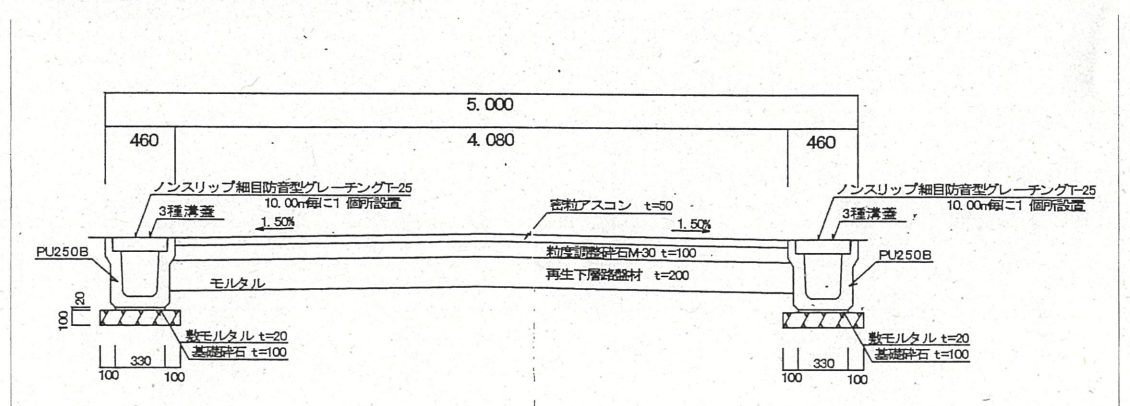 5.000
460
4.080
460
ノンスリップ細目防音型グレーチングT-25
10.00m毎に1 個所設置
3種溝蓋
1.50%
密粒アスコン t=50
1.50%
ノンスリップ細目防音型グレーチングT-25
10.00m毎に1 個所設置
3種溝蓋
PU250B
粒度調整砕石M-30 t=100
PU250B
再生下層路盤材 t=200
モルタル
20
100
敷モルタル t=20
基礎砕石 t=100
330
100
100
敷モルタル t=20
基礎砕石 t=100
330
100
100